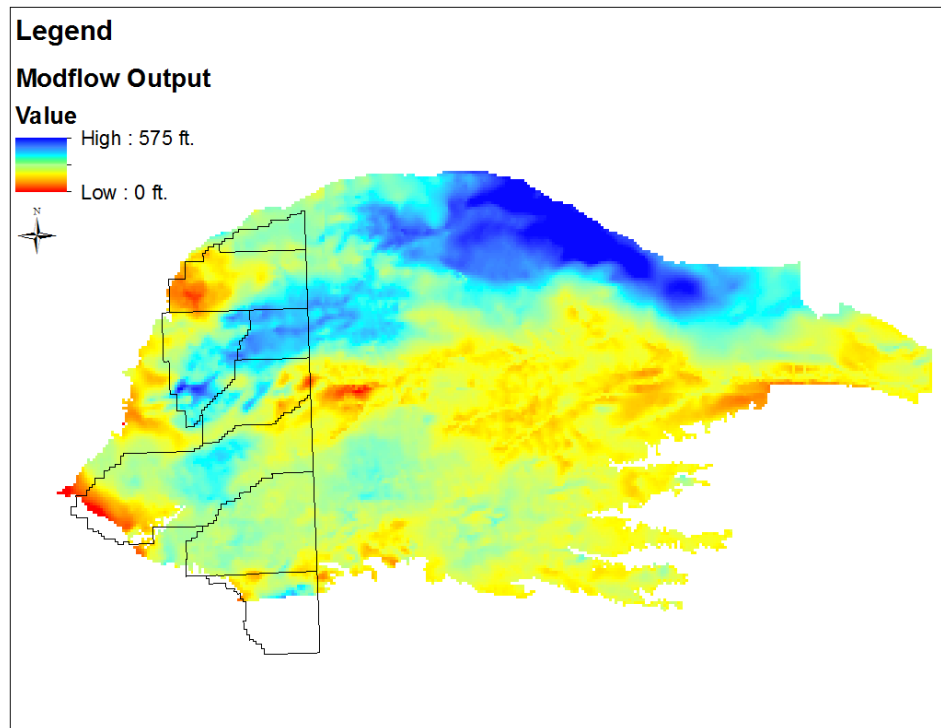 Legend
Modflow Output
Value
High : 575 ft.
Low : 0 ft.
N